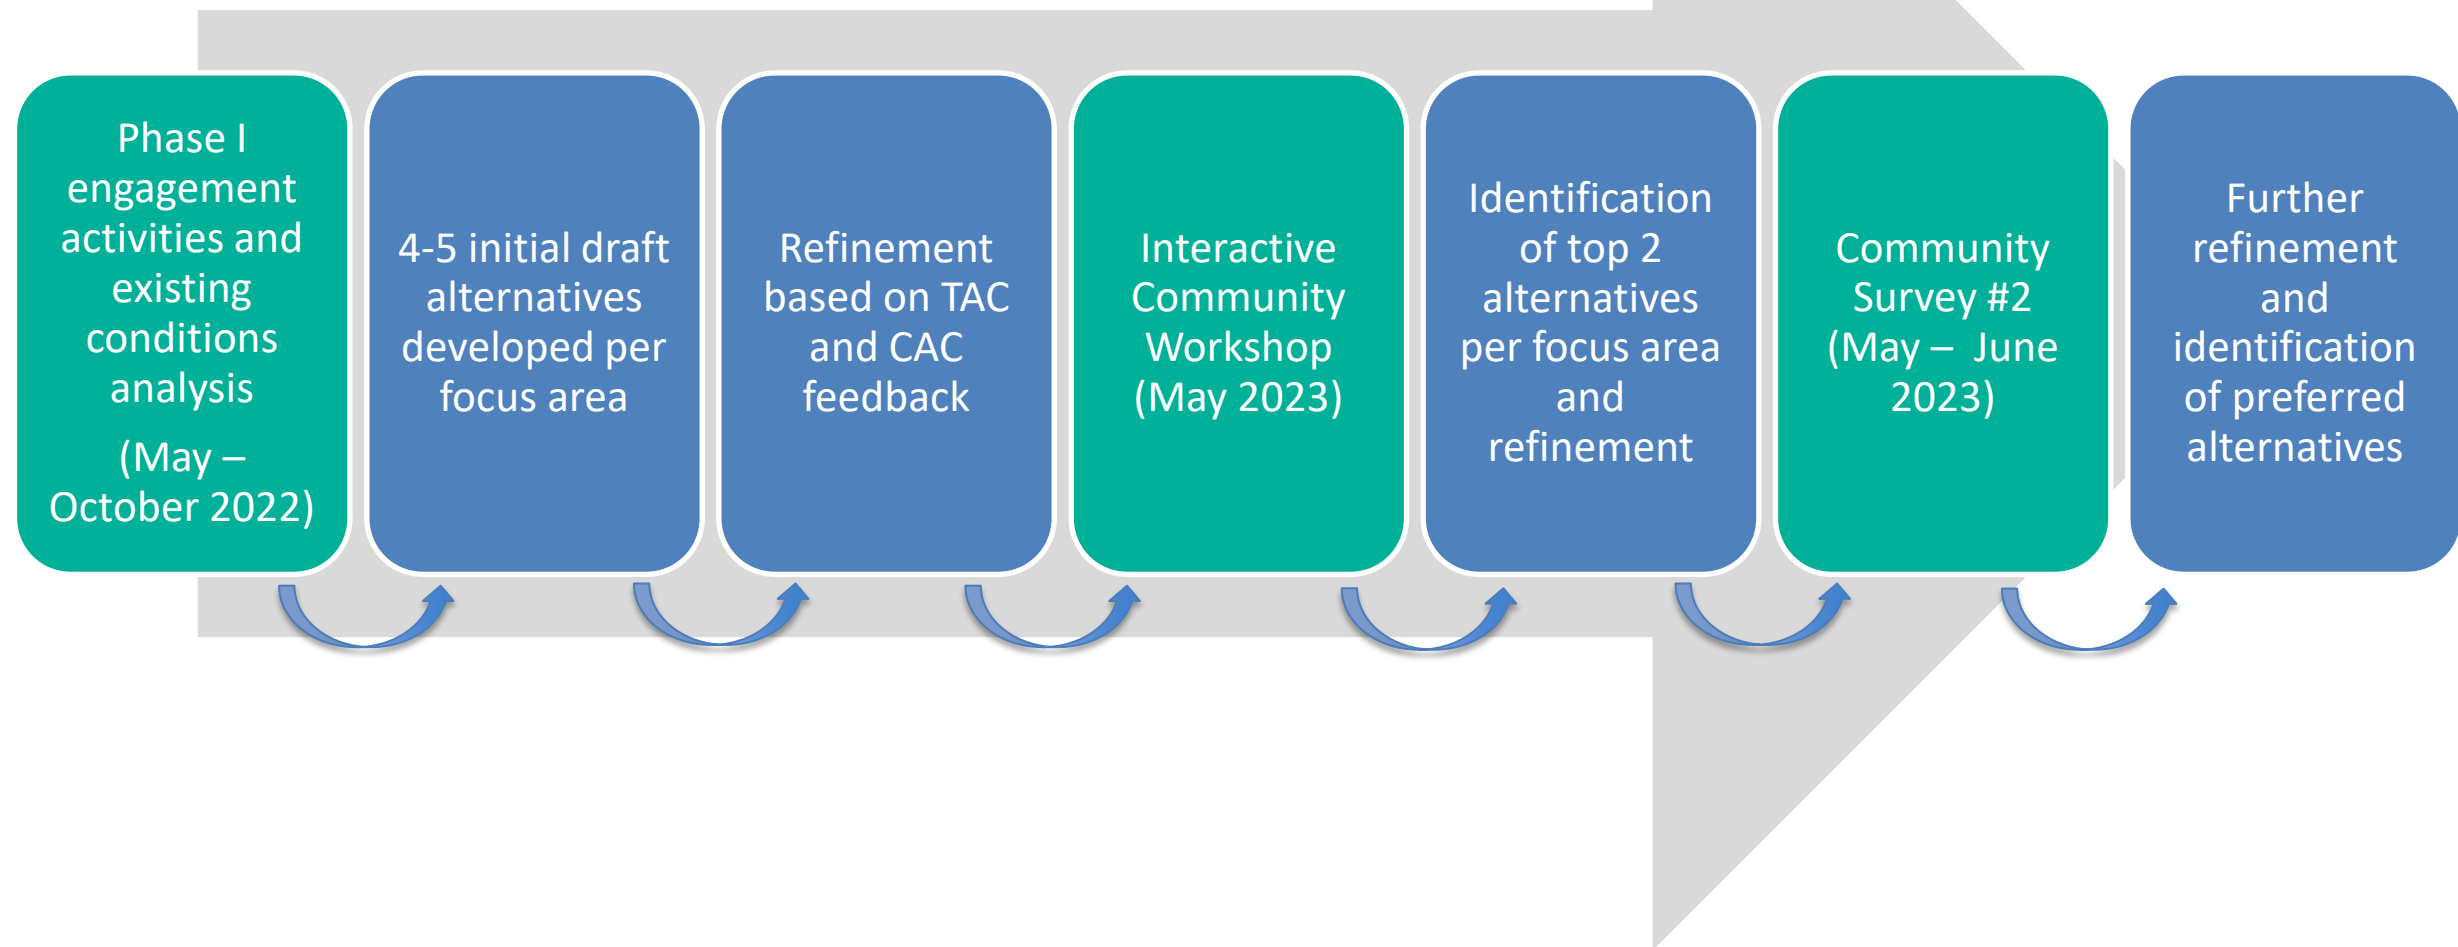 Phase I
engagement
activities and
existing
conditions
analysis
(May –
October 2022)
4-5 initial draft
alternatives
developed per
focus area
Refinement
based on TAC
and CAC
feedback
Interactive
Community
Workshop
(May 2023)
Identification
of top 2
alternatives
per focus area
and
refinement
Community
Survey #2
(May – June
2023)
Further
refinement
and
identification
of preferred
alternatives